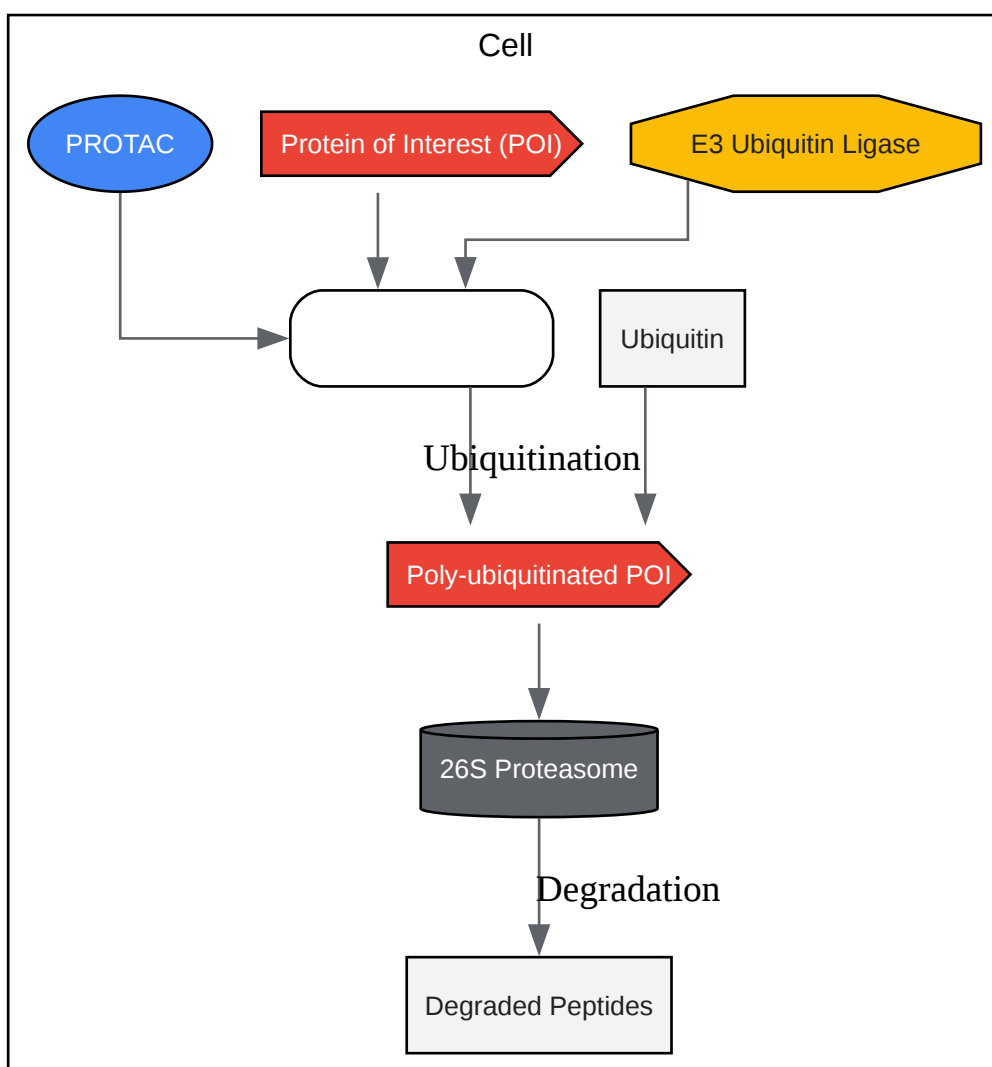 Cell
PROTAC
Protein of Interest (POI)
E3 Ubiquitin Ligase
Ubiquitin
Ubiquitination
Poly-ubiquitinated POI
26S Proteasome
Degradation
Degraded Peptides